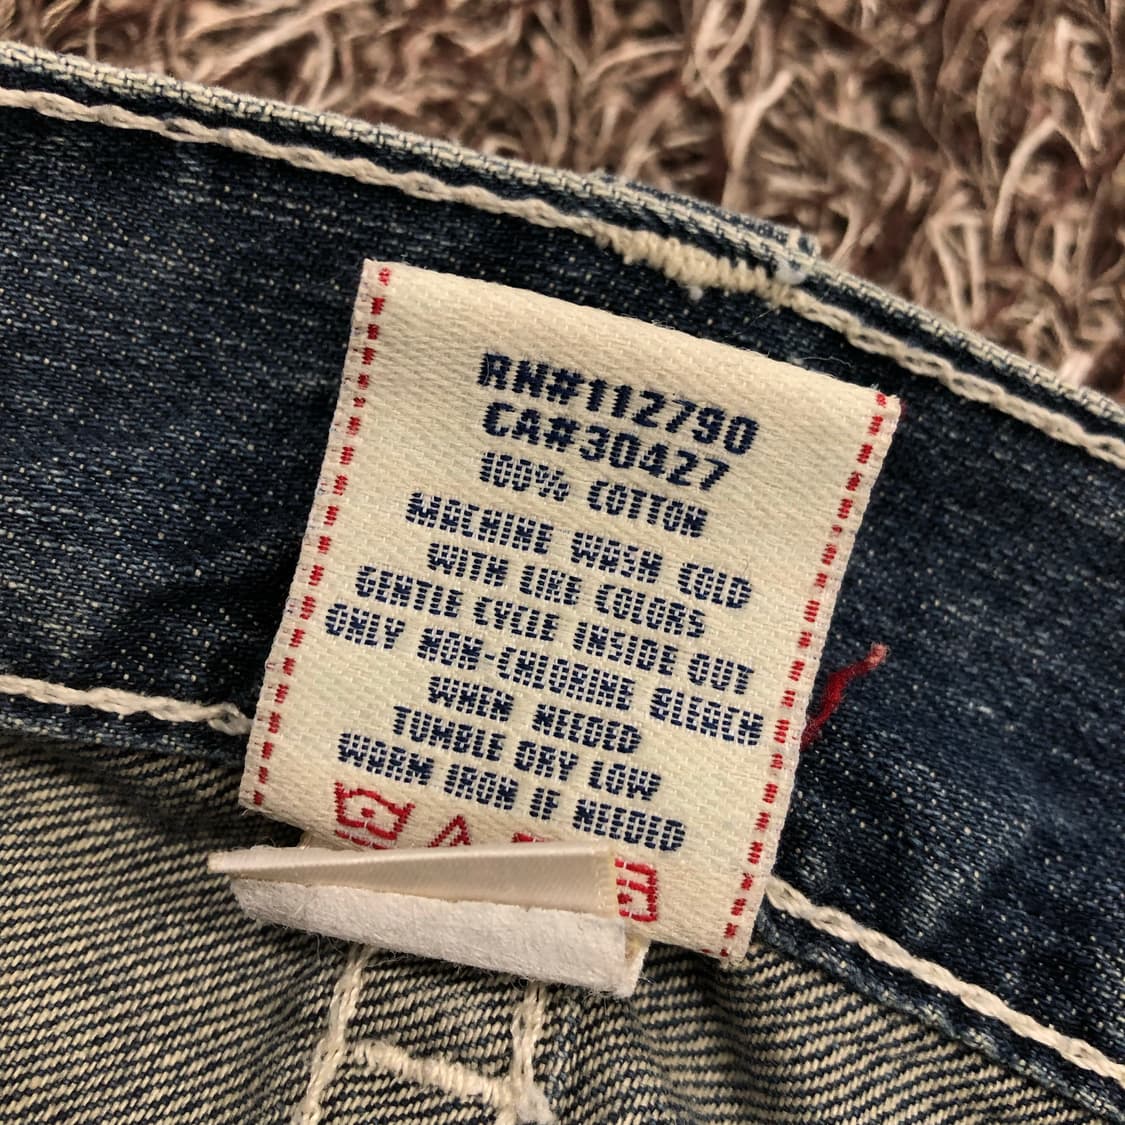 RN#112790
CA#30427
100% COTTON
MACHINE WASH COLD
WITH LIKE COLORS
GENTLE CYCLE INSIDE OUT
ONLY NON-CHLORINE BLEACH
WHEN NEEDED
TUMBLE DRY LOW
WARM IRON IF NEEDED